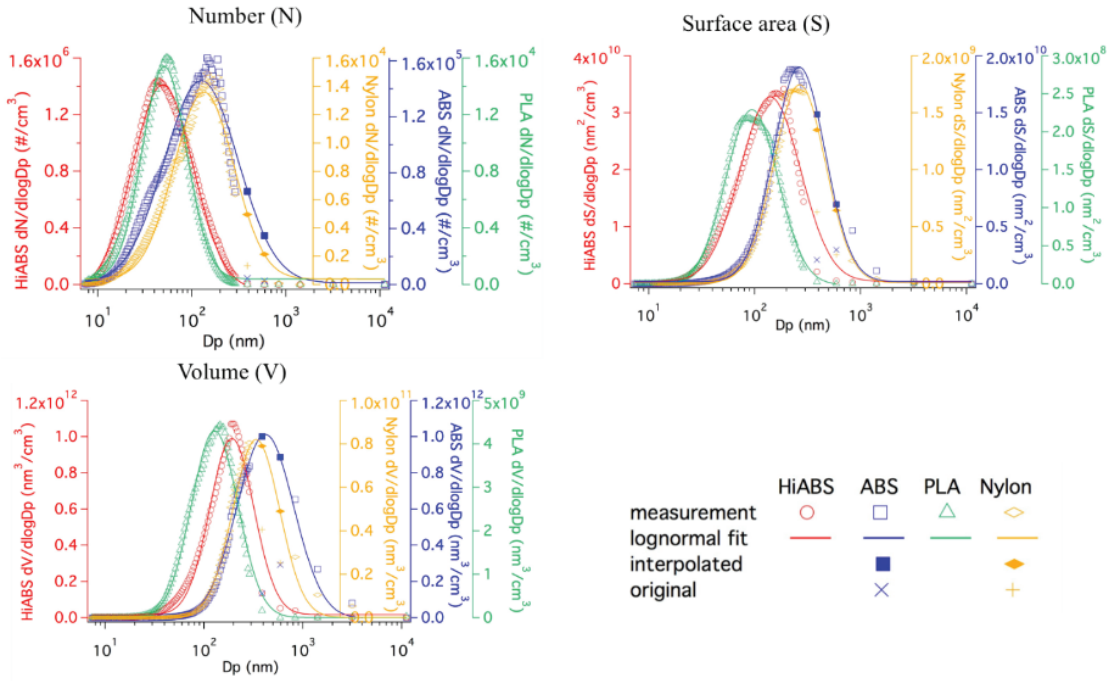 Number (N)
1.6x10^6
1.4
1.2
0.8
0.4
0.0
HiABS dN/dlogDp (#/cm^3)
1.6x10^4
1.4
1.2
1.0
0.8
0.6
0.4
0.2
0.0
Nylon dN/dlogDp (#/cm^3)
1.6x10^5
1.4
1.2
0.8
0.4
0.0
ABS dN/dlogDp (#/cm^3)
1.6x10^4
1.2
0.8
0.4
0.0
PLA dN/dlogDp (#/cm^3)
10^1 10^2 10^3 10^4
Dp (nm)
Surface area (S)
4x10^10
3
2
1
0
HiABS dS/dlogDp (nm^2/cm^3)
2.0x10^9
1.5
1.0
0.5
Nylon dS/dlogDp (nm^2/cm^3)
2.0x10^10
1.5
1.0
0.5
0.0
ABS dS/dlogDp (nm^2/cm^3)
3.0x10^8
2.5
2.0
1.5
1.0
0.5
0.0
PLA dS/dlogDp (nm^2/cm^3)
10^1 10^2 10^3 10^4
Dp (nm)
Volume (V)
1.2x10^12
1.0
0.8
0.6
0.4
0.2
0.0
HiABS dV/dlogDp (nm^3/cm^3)
1.0x10^11
0.8
0.6
0.4
0.2
0.0
Nylon dV/dlogDp (nm^3/cm^3)
1.2x10^12
1.0
0.8
0.6
0.4
0.2
0.0
ABS dV/dlogDp (nm^3/cm^3)
5x10^9
4
3
2
1
0
PLA dV/dlogDp (nm^3/cm^3)
10^1 10^2 10^3 10^4
Dp (nm)
HiABS ABS PLA Nylon
measurement
lognormal fit
interpolated
original